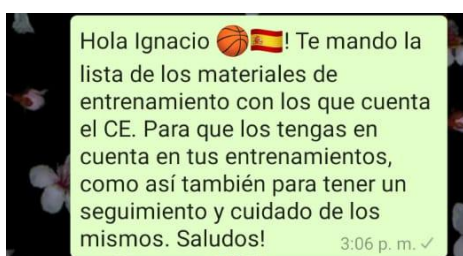 Hola Ignacio 🏀🇪🇸! Te mando la
lista de los materiales de
entrenamiento con los que cuenta
el CE. Para que los tengas en
cuenta en tus entrenamientos,
como así también para tener un
seguimiento y cuidado de los
mismos. Saludos!
3:06 p. m. ✓